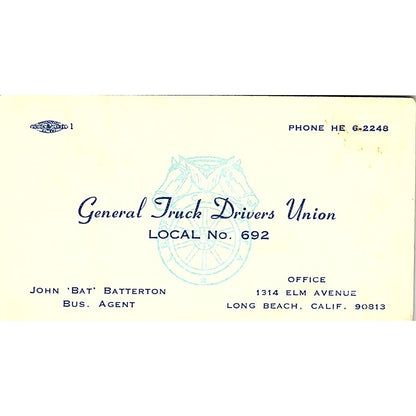 1
PHONE HE 6-2248
General Truck Drivers Union
LOCAL No. 692
JOHN 'BAT' BATTERTON
BUS. AGENT
OFFICE
1314 ELM AVENUE
LONG BEACH, CALIF. 90813